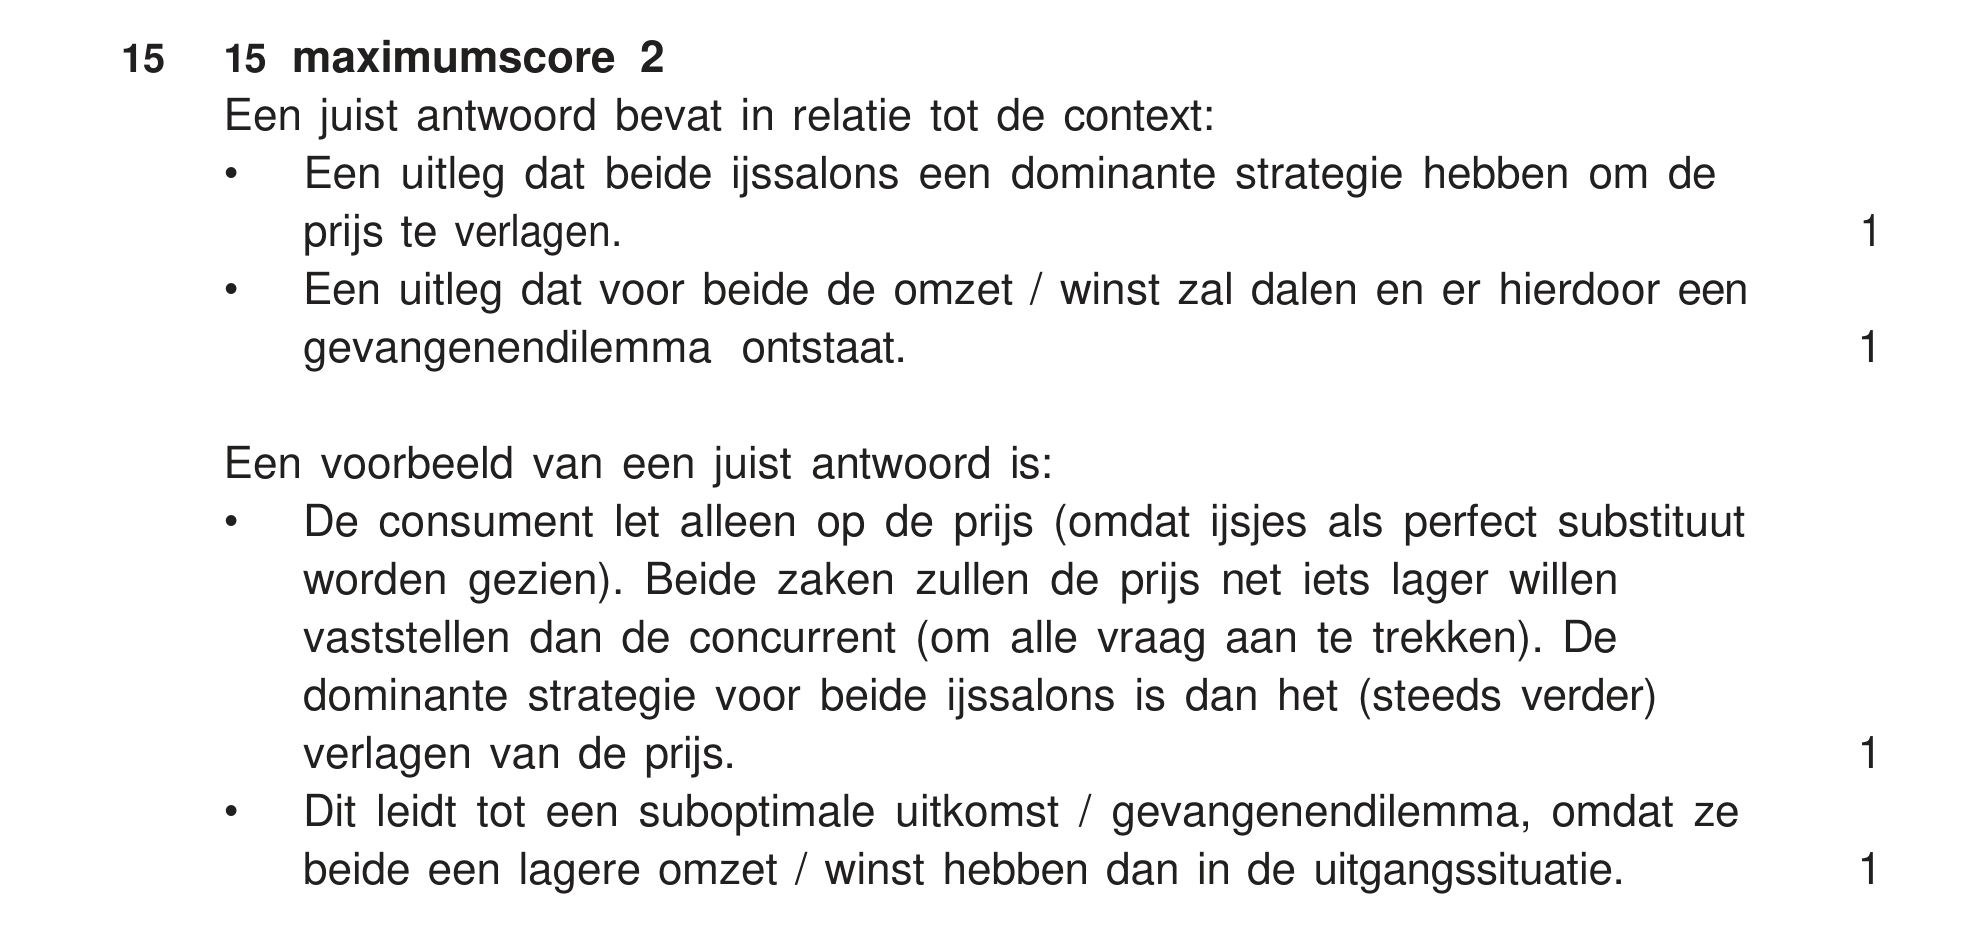 15 15 maximumscore 2
Een juist antwoord bevat in relatie tot de context:
• Een uitleg dat beide ijssalons een dominante strategie hebben om de
prijs te verlagen. 1
• Een uitleg dat voor beide de omzet / winst zal dalen en er hierdoor een
gevangenendilemma ontstaat. 1
Een voorbeeld van een juist antwoord is:
• De consument let alleen op de prijs (omdat ijsjes als perfect substituut
worden gezien). Beide zaken zullen de prijs net iets lager willen
vaststellen dan de concurrent (om alle vraag aan te trekken). De
dominante strategie voor beide ijssalons is dan het (steeds verder)
verlagen van de prijs. 1
• Dit leidt tot een suboptimale uitkomst / gevangenendilemma, omdat ze
beide een lagere omzet / winst hebben dan in de uitgangssituatie. 1